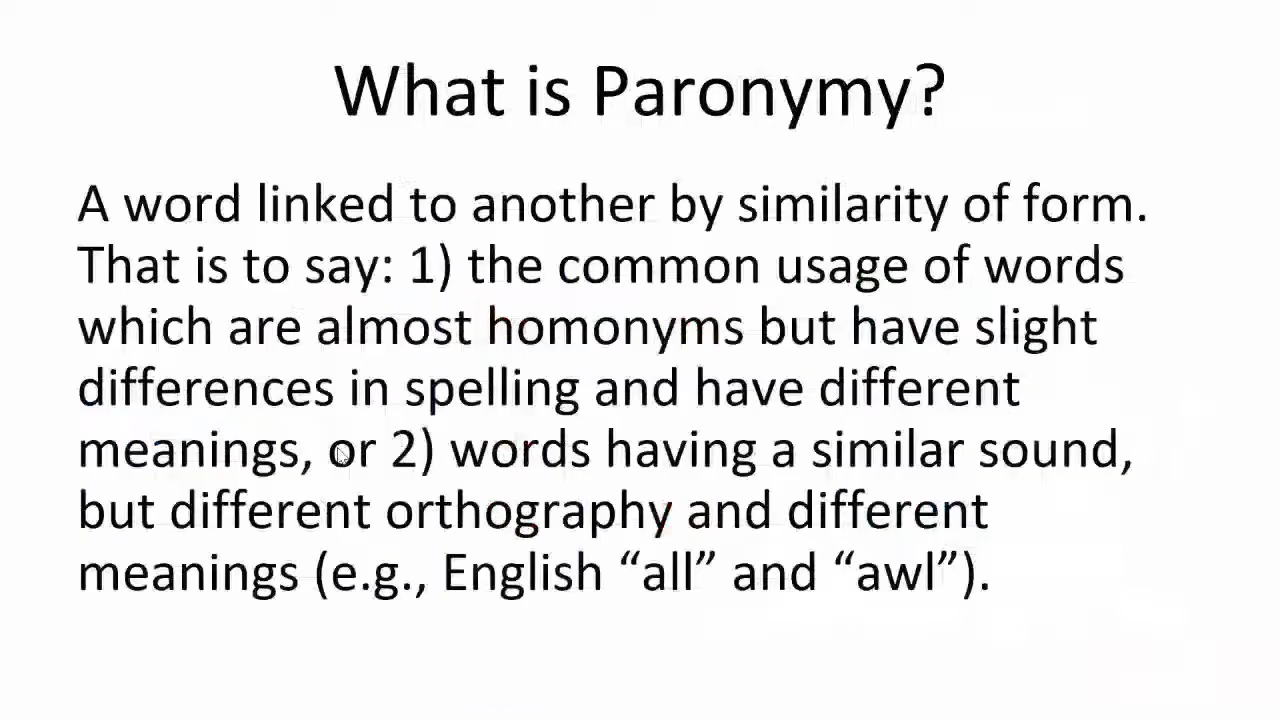 What is Paronymy?
A word linked to another by similarity of form.
That is to say: 1) the common usage of words
which are almost homonyms but have slight
differences in spelling and have different
meanings, or 2) words having a similar sound,
but different orthography and different
meanings (e.g., English “all” and “awl”).